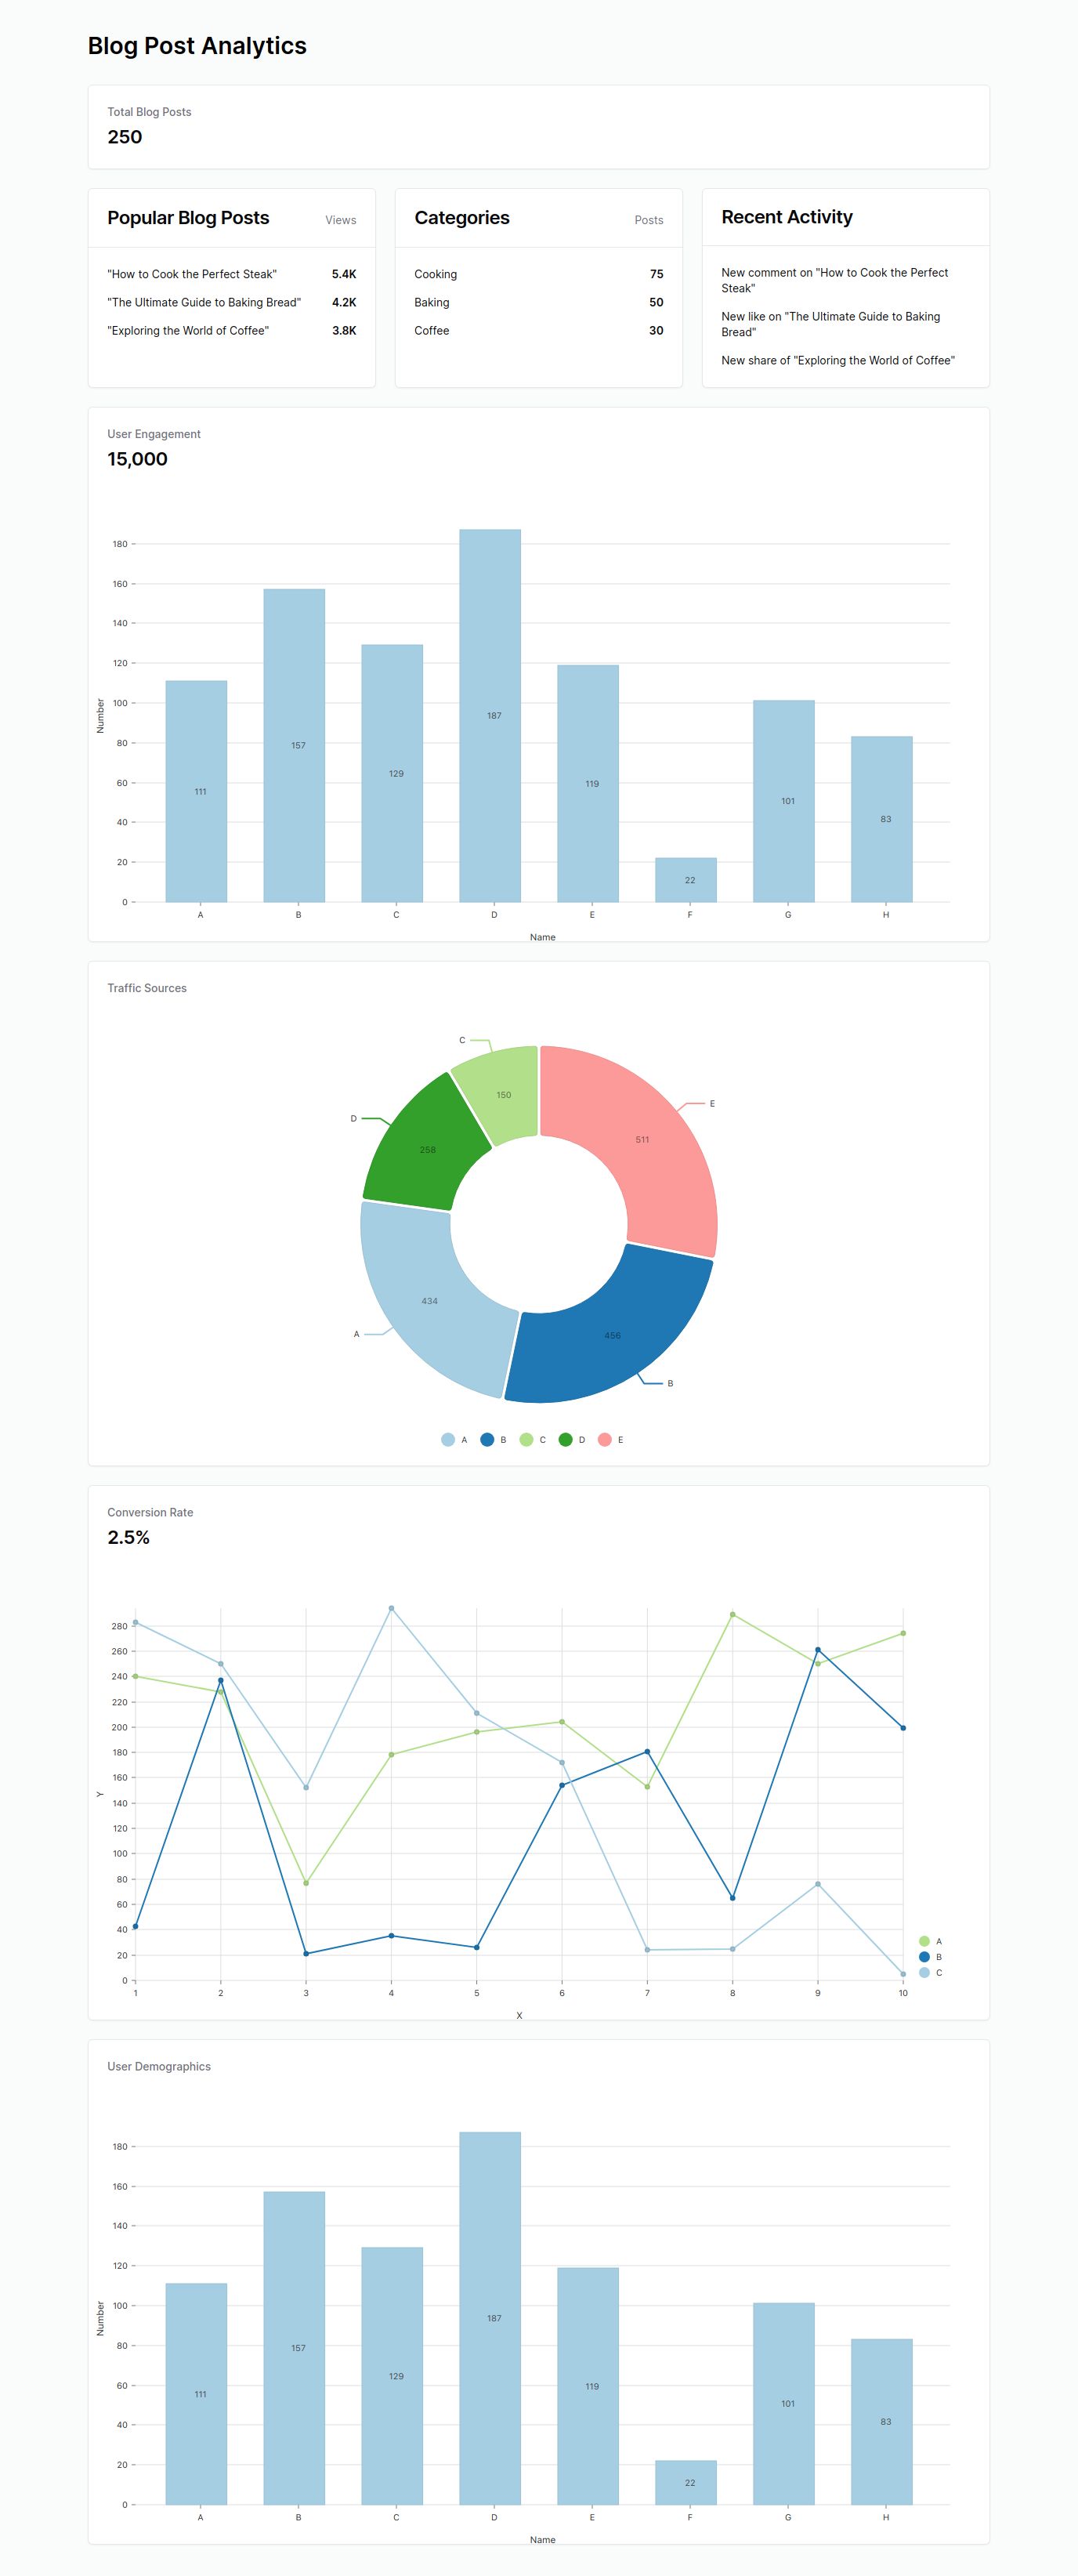 Blog Post Analytics
Total Blog Posts
250
Popular Blog Posts Views
"How to Cook the Perfect Steak" 5.4K
"The Ultimate Guide to Baking Bread" 4.2K
"Exploring the World of Coffee" 3.8K
Categories Posts
Cooking 75
Baking 50
Coffee 30
Recent Activity
New comment on "How to Cook the Perfect
Steak"
New like on "The Ultimate Guide to Baking
Bread"
New share of "Exploring the World of Coffee"
User Engagement
15,000
Number
180
160
140
120
100
80
60
40
20
0
111
157
129
187
119
22
101
83
A B C D E F G H
Name
Traffic Sources
C
E
D
A
B
150
511
258
434
456
A B C D E
Conversion Rate
2.5%
Y
280
260
240
220
200
180
160
140
120
100
80
60
40
20
0
1 2 3 4 5 6 7 8 9 10
X
A
B
C
User Demographics
Number
180
160
140
120
100
80
60
40
20
0
111
157
129
187
119
22
101
83
A B C D E F G H
Name